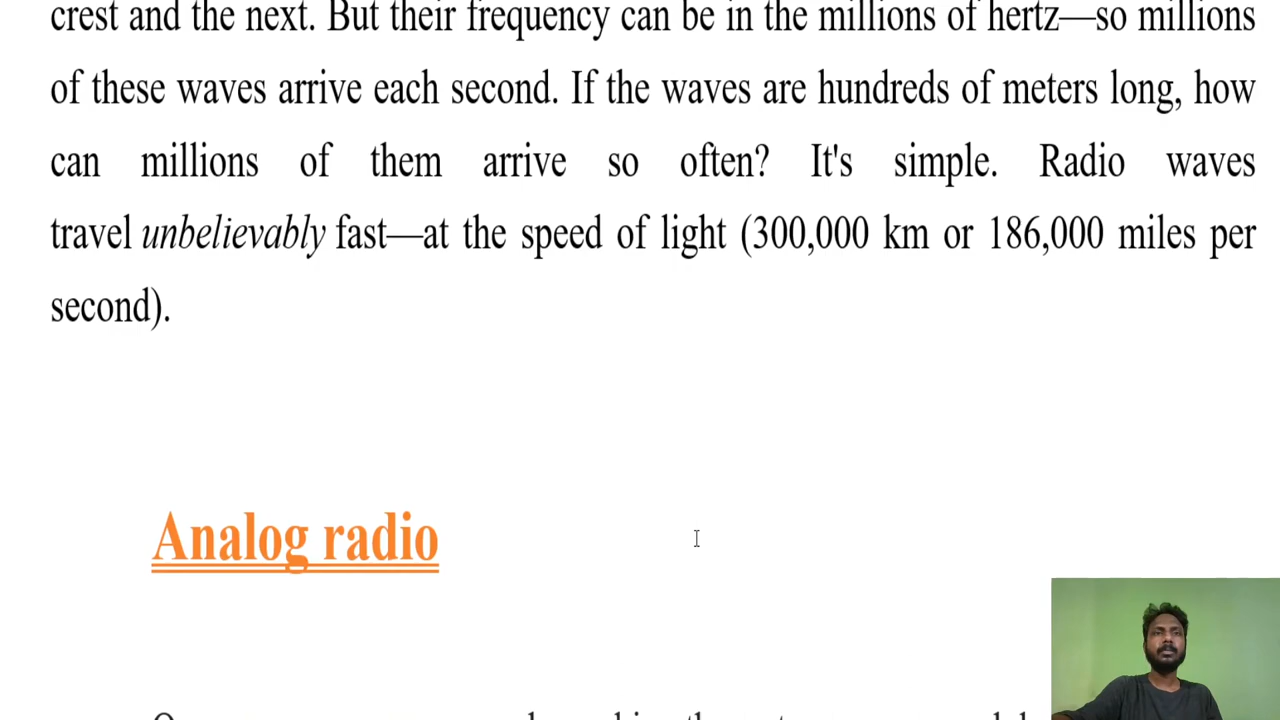 crest and the next. But their frequency can be in the millions of hertz—so millions
of these waves arrive each second. If the waves are hundreds of meters long, how
can millions of them arrive so often? It's simple. Radio waves
travel unbelievably fast—at the speed of light (300,000 km or 186,000 miles per
second).
Analog radio